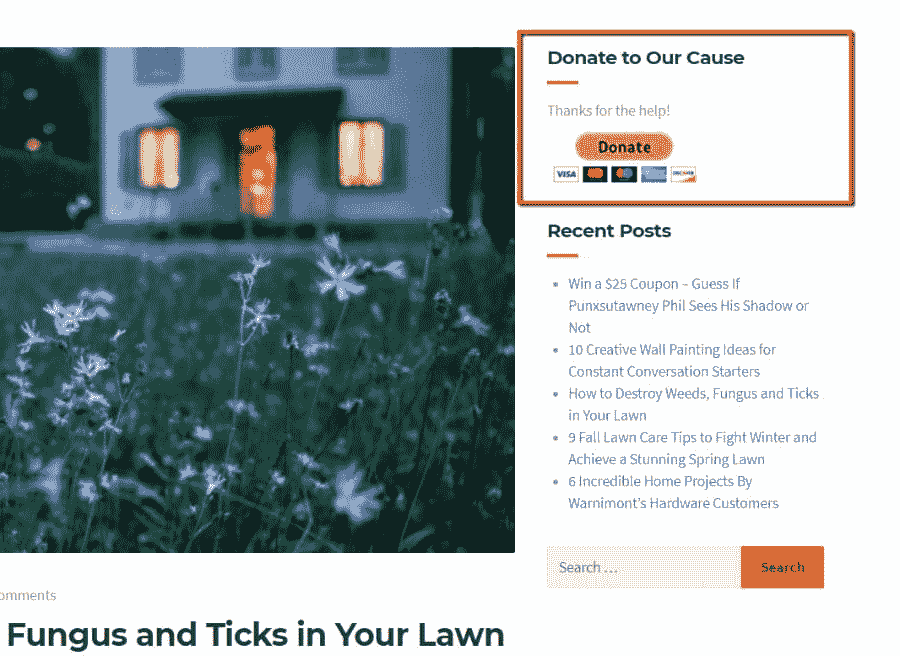 Donate to Our Cause
Thanks for the help!
Donate
VISA
DISCOVER
Recent Posts
Win a $25 Coupon – Guess If
Punxsutawney Phil Sees His Shadow or
Not
10 Creative Wall Painting Ideas for
Constant Conversation Starters
How to Destroy Weeds, Fungus and Ticks
in Your Lawn
9 Fall Lawn Care Tips to Fight Winter and
Achieve a Stunning Spring Lawn
6 Incredible Home Projects By
Warnimont's Hardware Customers
Search …
Search
omments
Fungus and Ticks in Your Lawn